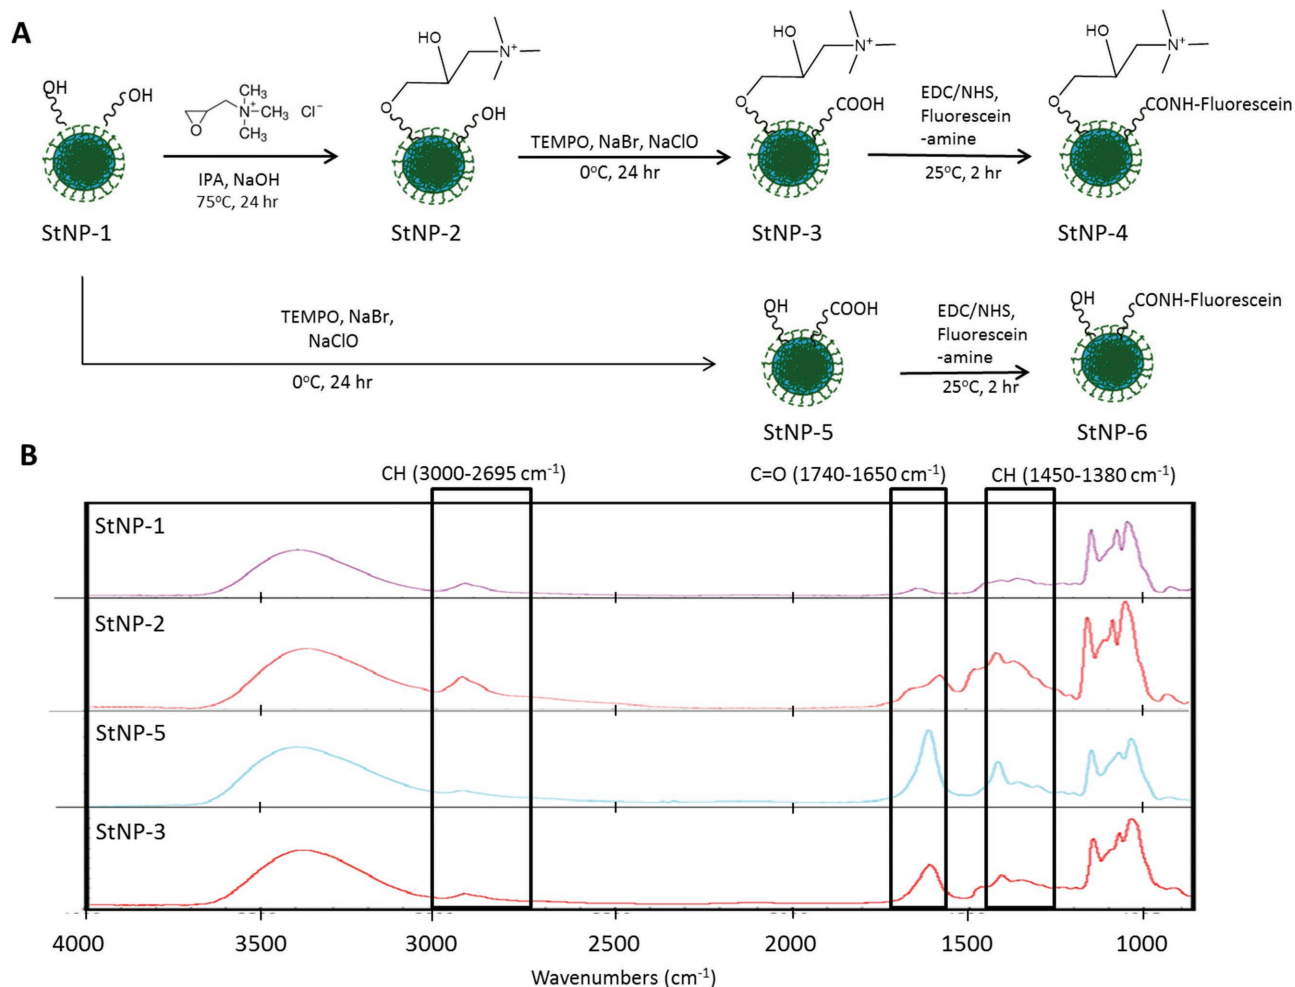 A
OH
OH
CH₃
N⁺—CH₃ Cl⁻
CH₃
O
IPA, NaOH
75°C, 24 hr
StNP-1
HO
N⁺
O
OH
StNP-2
TEMPO, NaBr, NaClO
0°C, 24 hr
HO
N⁺
O
COOH
StNP-3
EDC/NHS,
Fluorescein
-amine
25°C, 2 hr
HO
N⁺
O
CONH-Fluorescein
StNP-4
TEMPO, NaBr,
NaClO
0°C, 24 hr
OH
COOH
StNP-5
EDC/NHS,
Fluorescein
-amine
25°C, 2 hr
OH
CONH-Fluorescein
StNP-6
B
CH (3000-2695 cm⁻¹)
C=O (1740-1650 cm⁻¹)
CH (1450-1380 cm⁻¹)
StNP-1
StNP-2
StNP-5
StNP-3
4000 3500 3000 2500 2000 1500 1000
Wavenumbers (cm⁻¹)